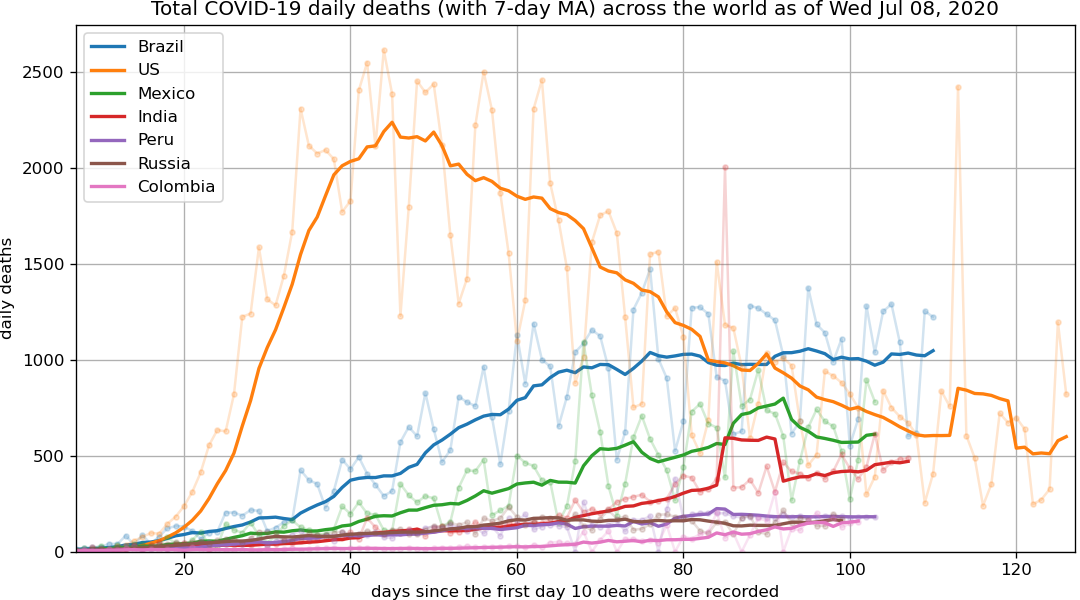 Total COVID-19 daily deaths (with 7-day MA) across the world as of Wed Jul 08, 2020
Brazil
US
Mexico
India
Peru
Russia
Colombia
daily deaths
2500
2000
1500
1000
500
0
20 40 60 80 100 120
days since the first day 10 deaths were recorded